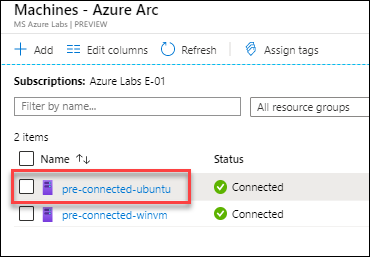 Machines - Azure Arc
MS Azure Labs | PREVIEW
Add Edit columns Refresh Assign tags
Subscriptions: Azure Labs E-01
Filter by name... All resource groups
2 items
Name Status
pre-connected-ubuntu Connected
pre-connected-winvm Connected